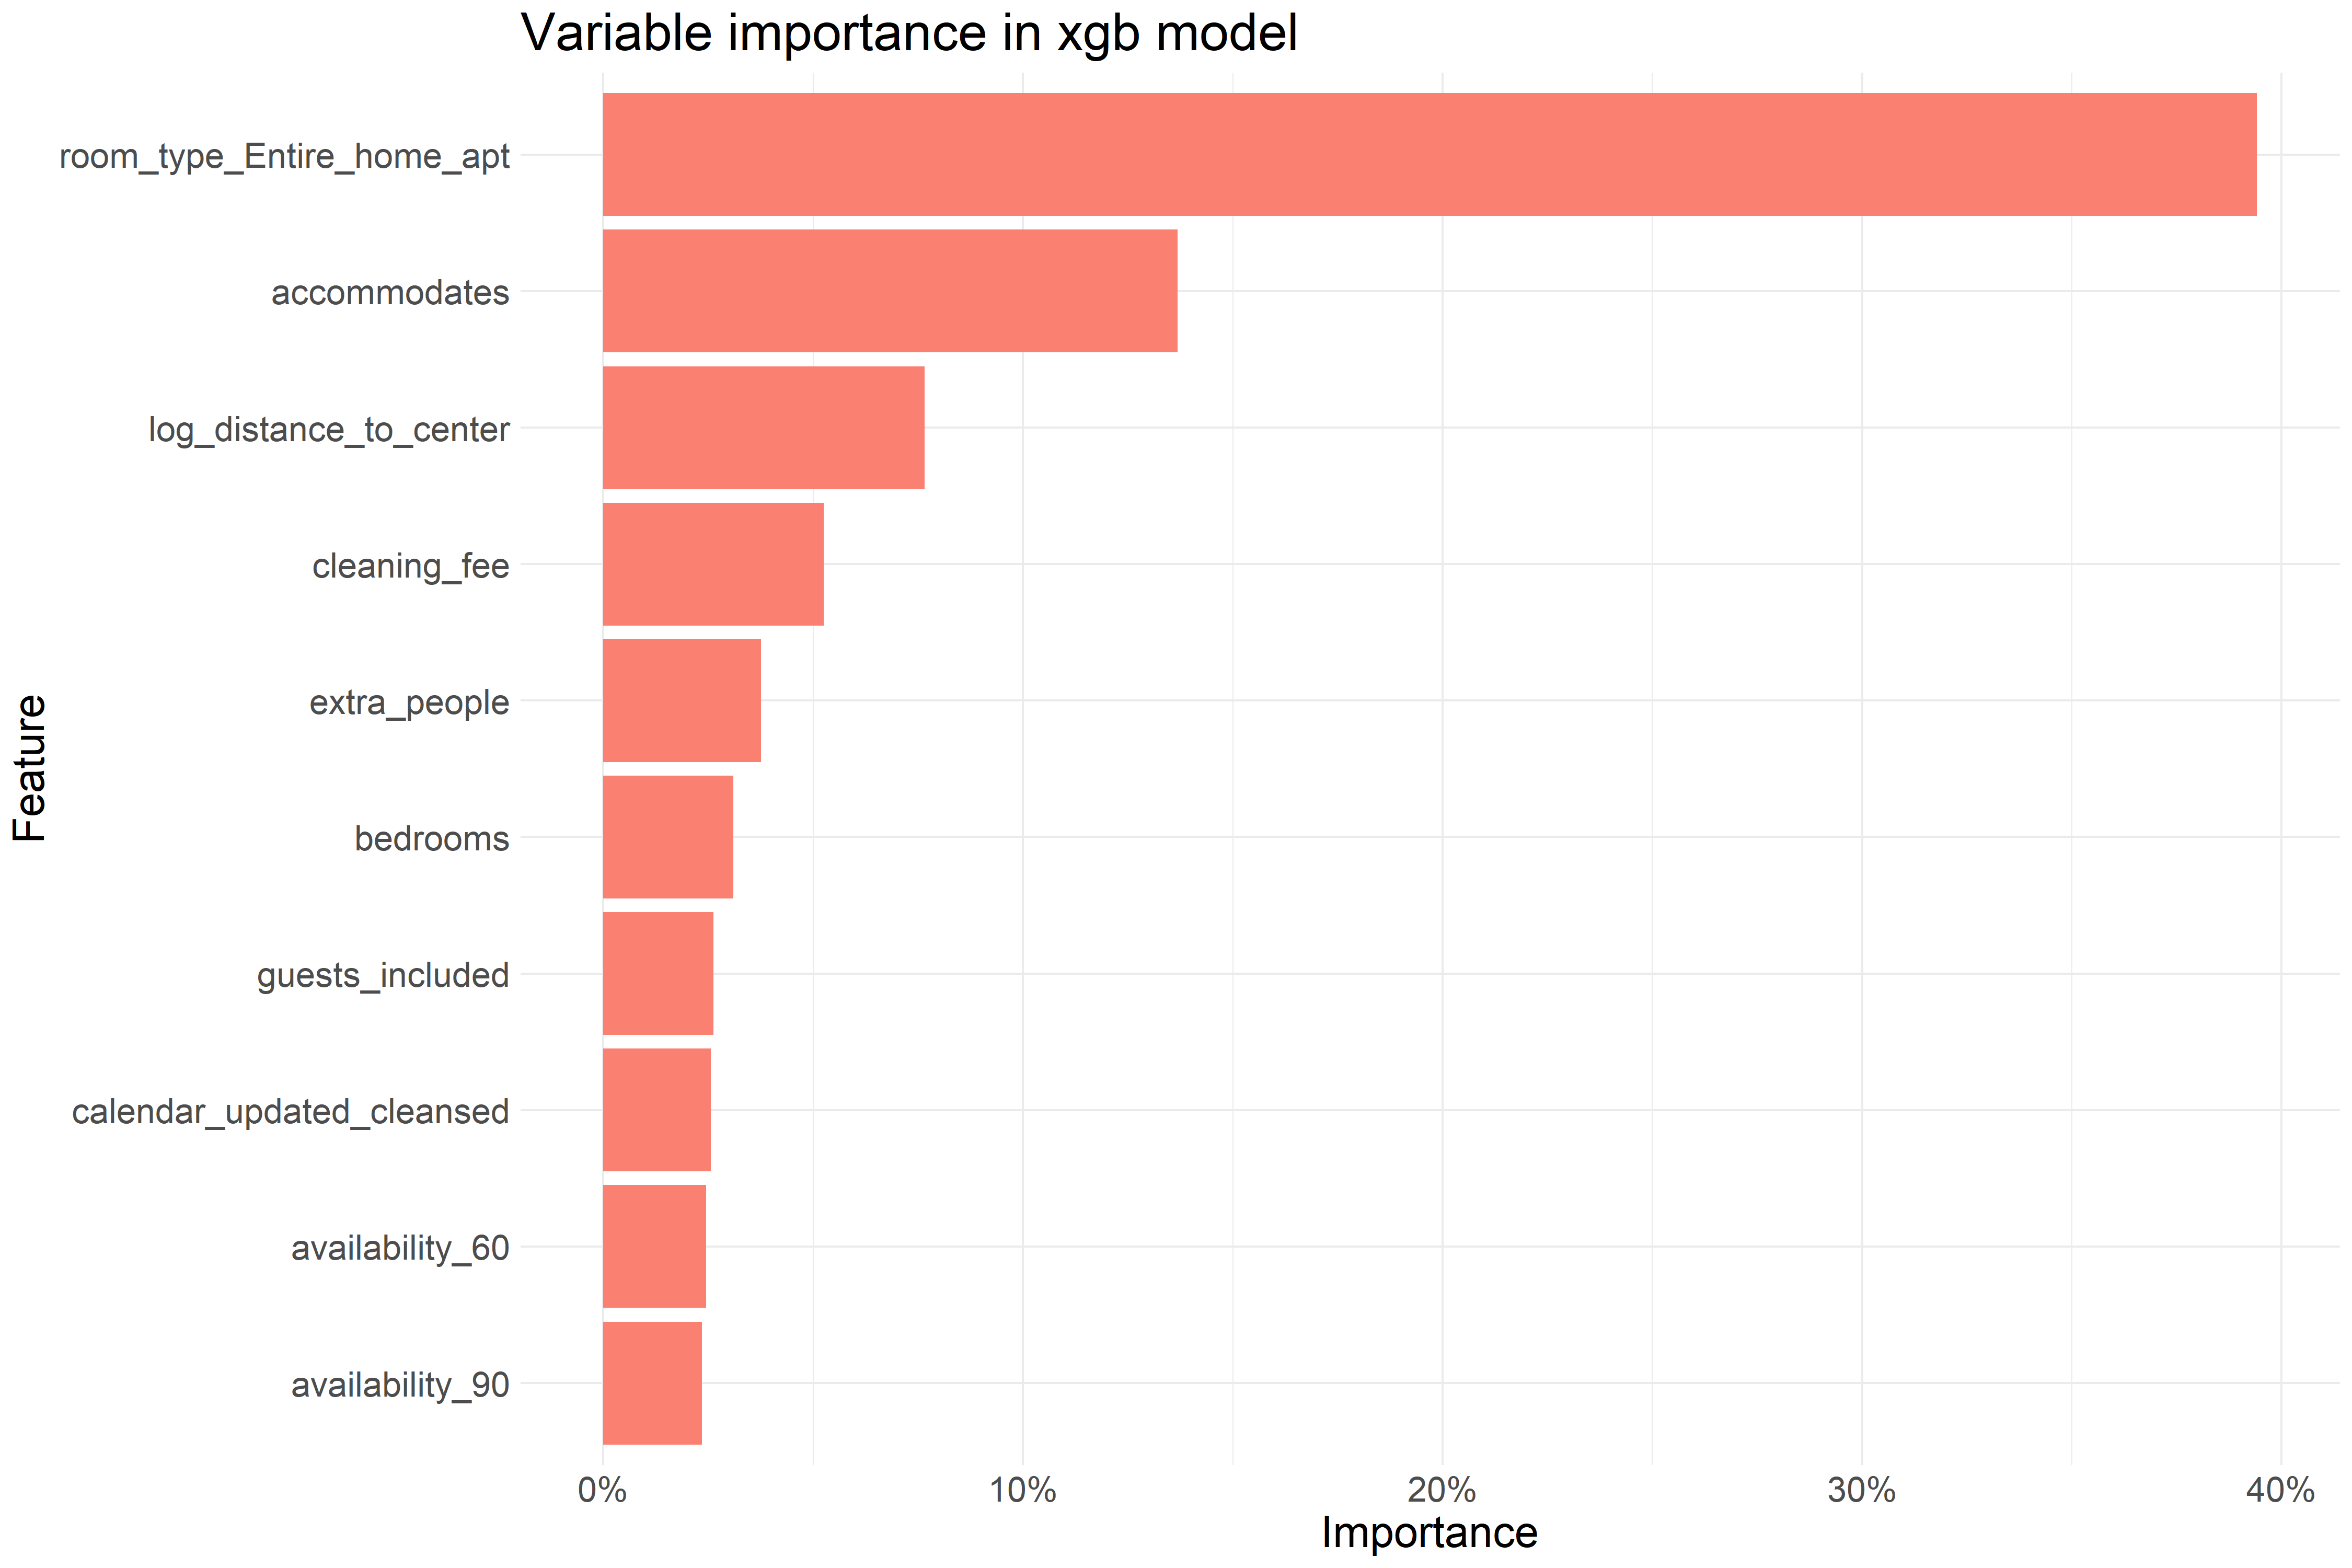 Variable importance in xgb model
room_type_Entire_home_apt
accommodates
log_distance_to_center
cleaning_fee
extra_people
bedrooms
guests_included
calendar_updated_cleansed
availability_60
availability_90
Feature
0% 10% 20% 30% 40%
Importance